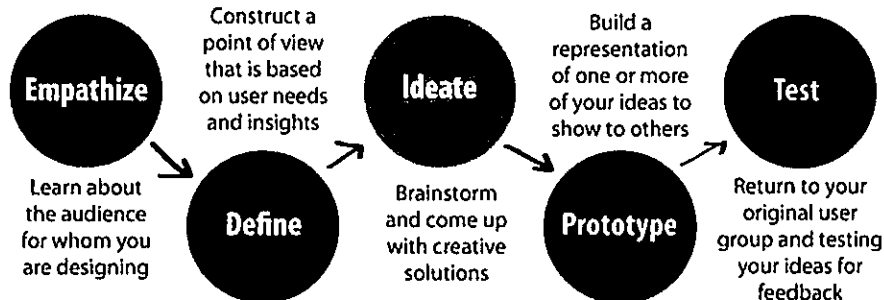 Empathize
Learn about
the audience
for whom you
are designing
Construct a
point of view
that is based
on user needs
and insights
Define
Ideate
Brainstorm
and come up
with creative
solutions
Build a
representation
of one or more
of your ideas to
show to others
Prototype
Test
Return to your
original user
group and testing
your ideas for
feedback